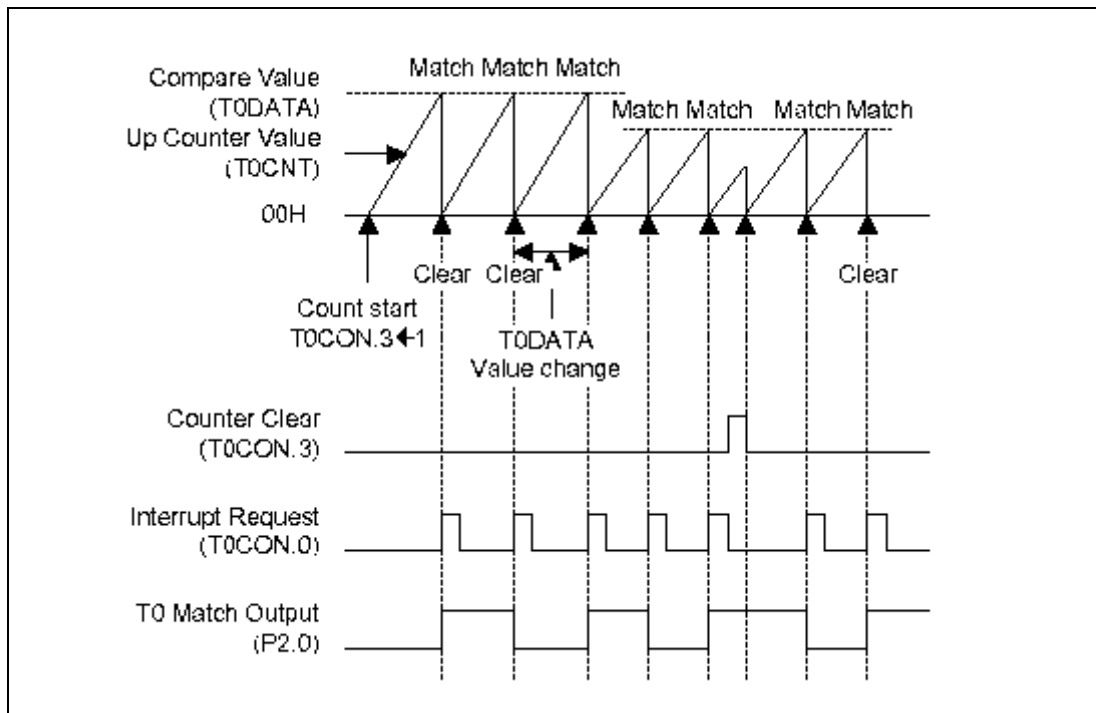 Compare Value
(T0DATA)
Match Match Match
Match Match
Match Match
Up Counter Value
(T0CNT)
00H
Clear
Clear
Clear
Count start
T0CON.3←1
T0DATA
Value change
Counter Clear
(T0CON.3)
Interrupt Request
(T0CON.0)
T0 Match Output
(P2.0)